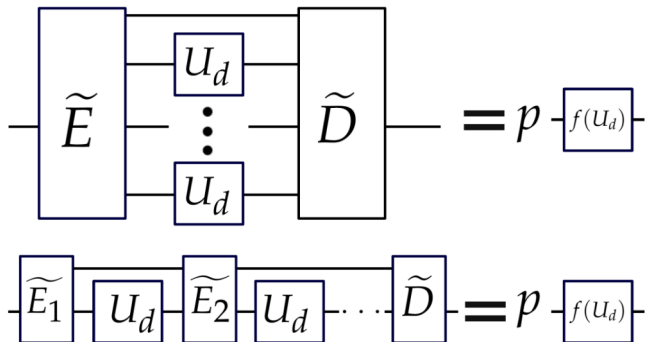 Ẽ U_d ⋮ U_d D̃ = p f(U_d)
Ẽ_1 U_d Ẽ_2 U_d ··· D̃ = p f(U_d)